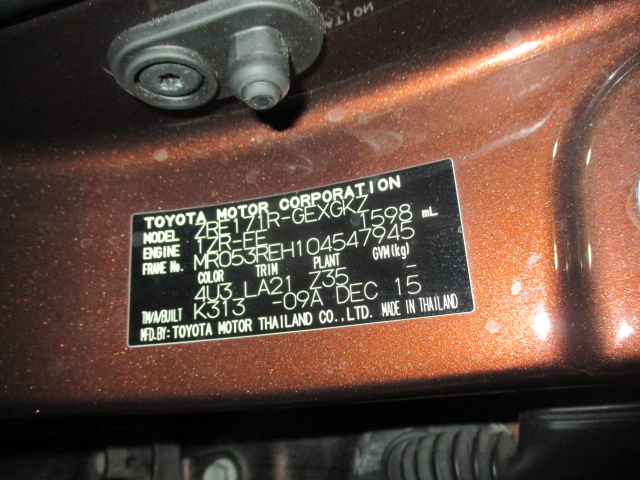 TOYOTA MOTOR CORPORATION
MODEL ZRE171R-GEXGKZ
ENGINE 1ZR-FE 1598 mL
FRAME No. MR053REH104547945
COLOR TRIM PLANT GVM(kg)
4U3 LA21 Z35 -
T/A/BUILT K313 -09A DEC 15
MFD.BY: TOYOTA MOTOR THAILAND CO.,LTD. MADE IN THAILAND